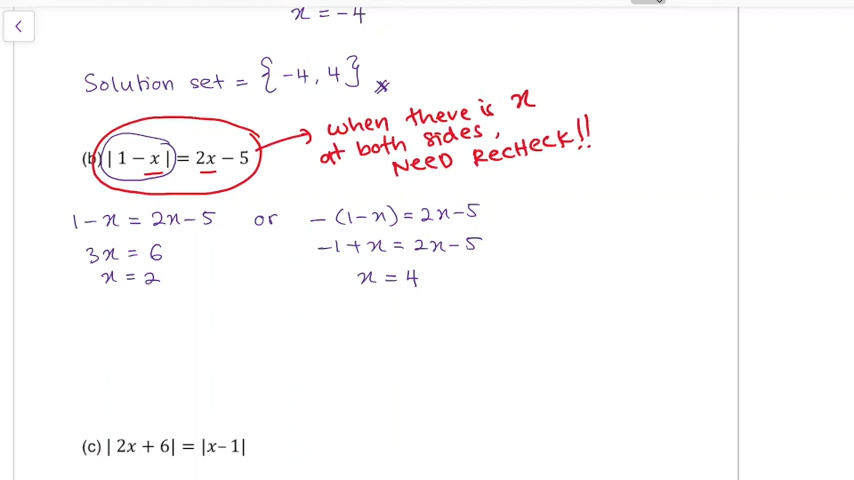 x = -4
Solution set = {-4, 4}
(b) | 1 − x | = 2x − 5
when there is x
at both sides,
NEED RECHECK!!
1 - x = 2x - 5 or - (1-x) = 2x-5
3x = 6
-1 + x = 2x - 5
x = 2
x = 4
(c) | 2x + 6| = |x− 1|